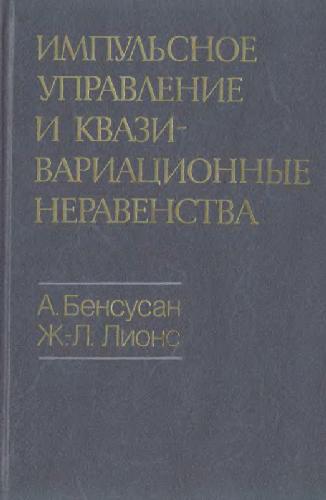 ИМПУЛЬСНОЕ
УПРАВЛЕНИЕ
И КВАЗИ-
ВАРИАЦИОННЫЕ
НЕРАВЕНСТВА
А. Бенсусан
Ж.-Л. Лионс